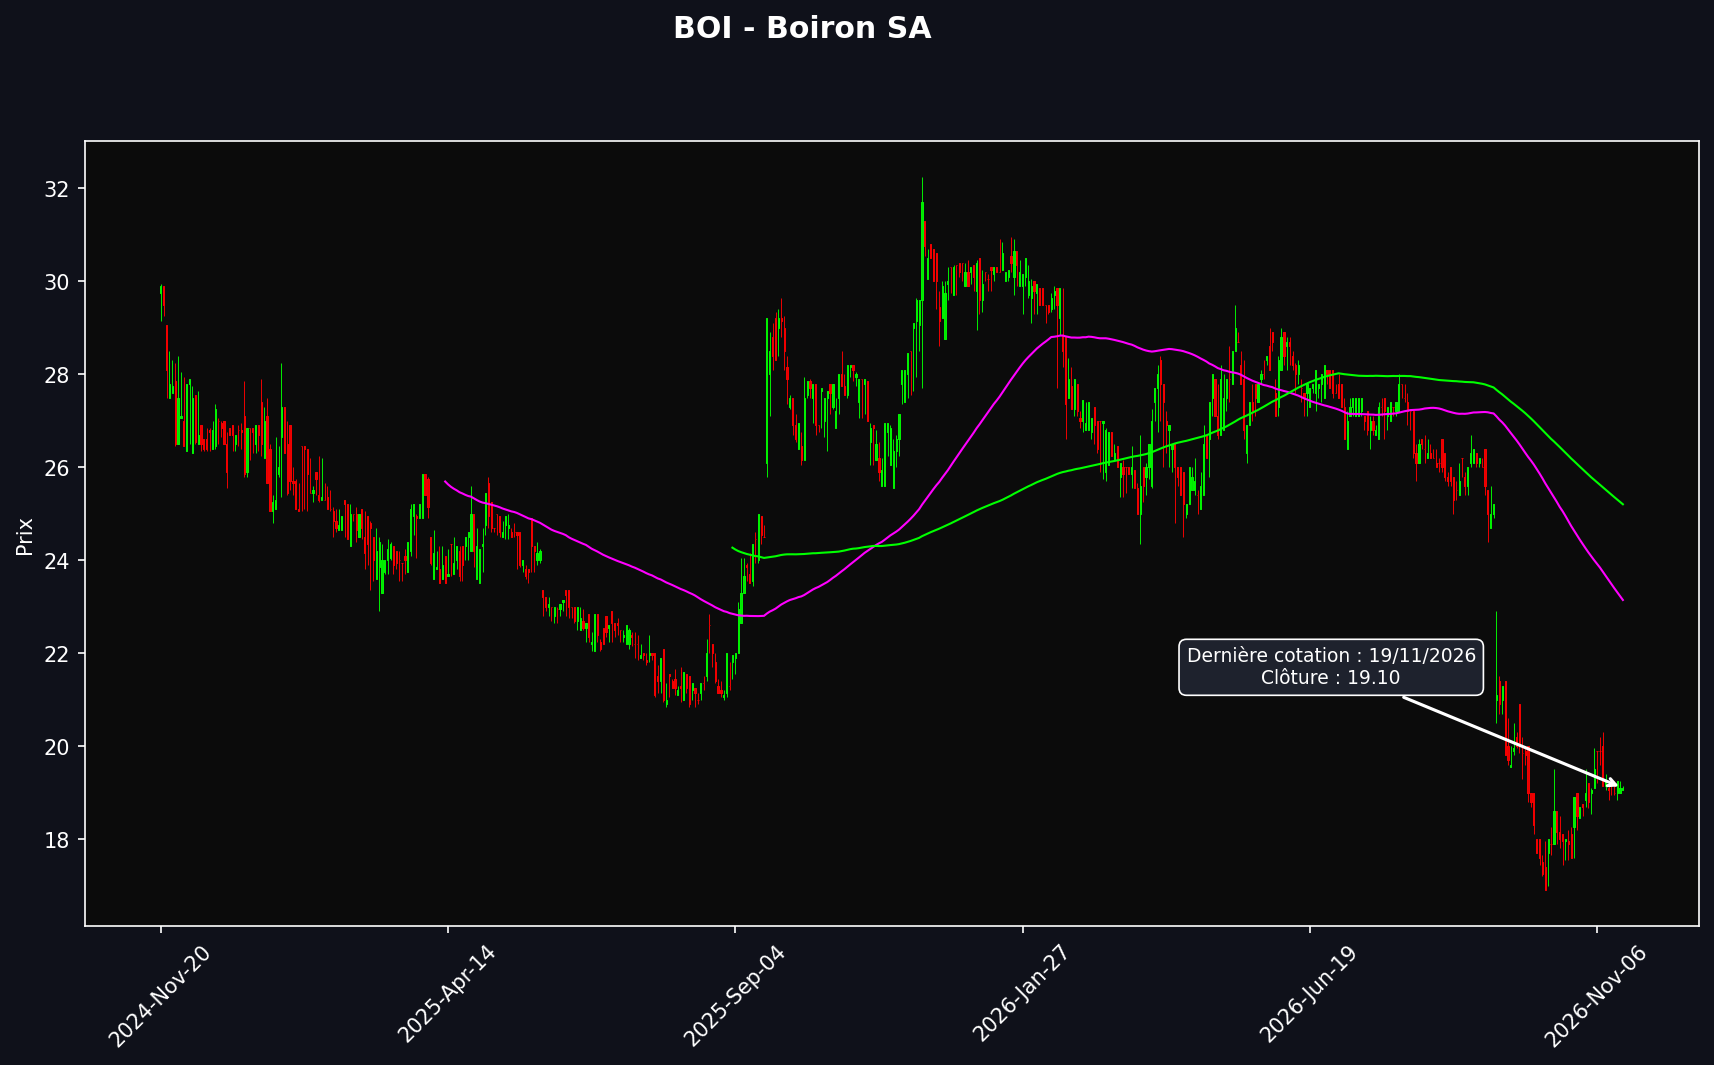 BOI - Boiron SA
Prix
32
30
28
26
24
22
20
18
Dernière cotation : 19/11/2026
Clôture : 19.10
2024-Nov-20
2025-Apr-14
2025-Sep-04
2026-Jan-27
2026-Jun-19
2026-Nov-06